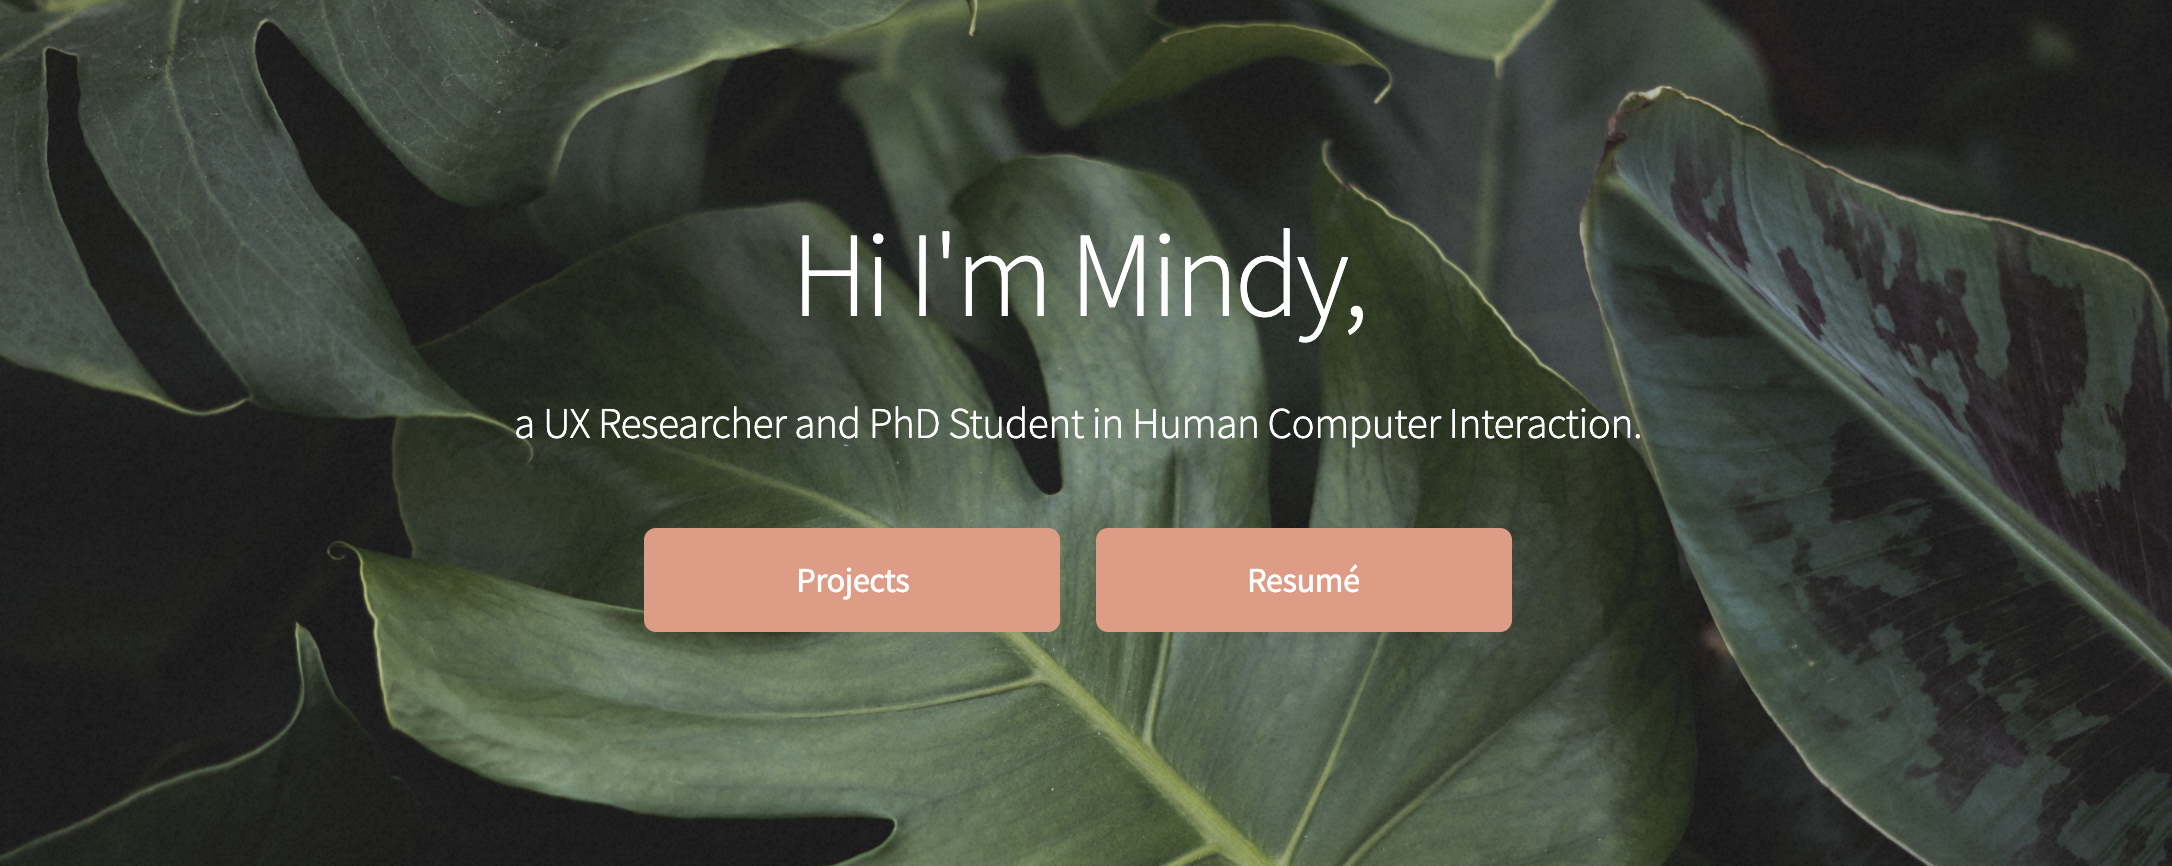 Hi I'm Mindy,
a UX Researcher and PhD Student in Human Computer Interaction.
Projects
Resumé